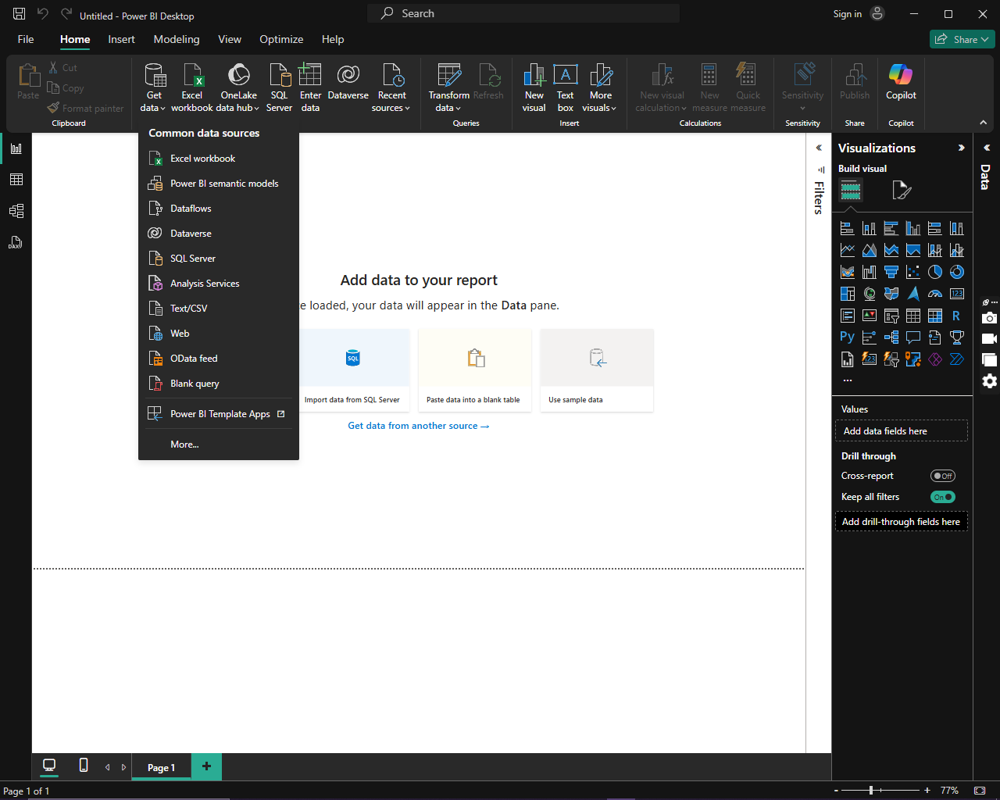 Untitled - Power BI Desktop
Search
Sign in
File
Home
Insert
Modeling
View
Optimize
Help
Share
Paste
Cut
Copy
Format painter
Clipboard
Get data
Excel workbook
OneLake data hub
SQL Server
Enter data
Dataverse
Recent sources
Transform data
Refresh
Queries
New visual
Text box
More visuals
Insert
New visual calculation
New measure
Quick measure
Calculations
Sensitivity
Sensitivity
Publish
Share
Copilot
Copilot
Common data sources
Excel workbook
Power BI semantic models
Dataflows
Dataverse
SQL Server
Analysis Services
Text/CSV
Web
OData feed
Blank query
Power BI Template Apps
More...
Add data to your report
e loaded, your data will appear in the Data pane.
SQL
Import data from SQL Server
Paste data into a blank table
Use sample data
Get data from another source →
Filters
Visualizations
Build visual
123
R
Py
123
...
Values
Add data fields here
Drill through
Cross-report
Off
Keep all filters
On
Add drill-through fields here
Data
DAX
Page 1
+
Page 1 of 1
-
+
77%